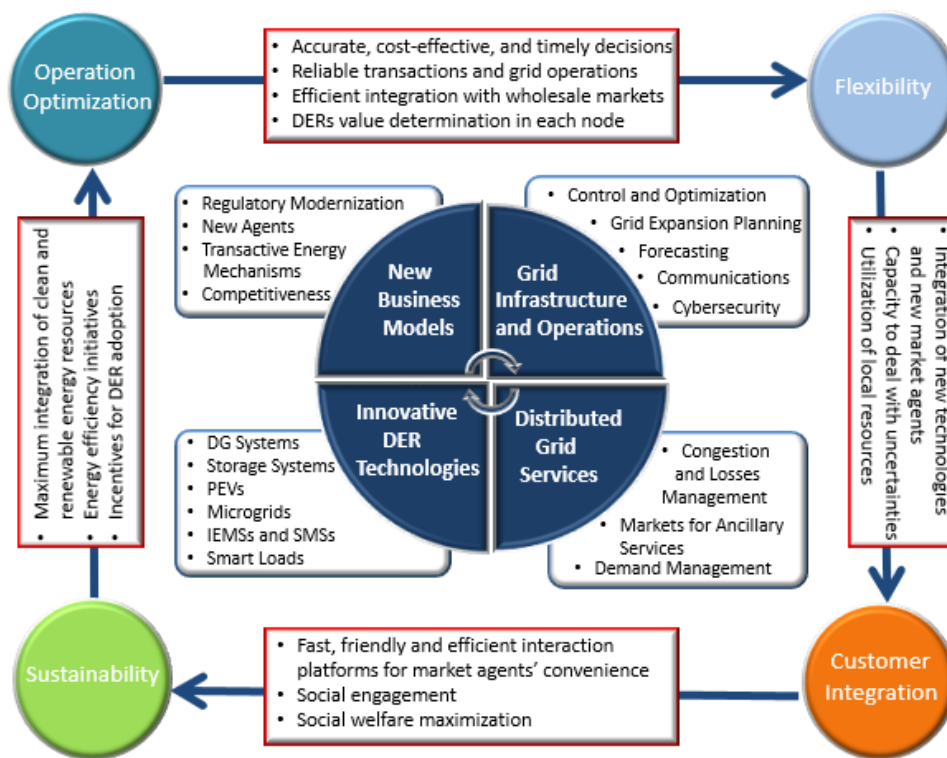 Operation
Optimization
• Accurate, cost-effective, and timely decisions
• Reliable transactions and grid operations
• Efficient integration with wholesale markets
• DERs value determination in each node
Flexibility
• Regulatory Modernization
• New Agents
• Transactive Energy
Mechanisms
• Competitiveness
• Control and Optimization
• Grid Expansion Planning
• Forecasting
• Communications
• Cybersecurity
New
Business
Models
Grid
Infrastructure
and Operations
Innovative
DER
Technologies
Distributed
Grid
Services
• DG Systems
• Storage Systems
• PEVs
• Microgrids
• IEMSs and SMSs
• Smart Loads
• Congestion
and Losses
Management
• Markets for Ancillary
Services
• Demand Management
• Maximum integration of clean and
renewable energy resources
• Energy efficiency initiatives
• Incentives for DER adoption
• Integration of new technologies
and new market agents
• Capacity to deal with uncertainties
• Utilization of local resources
Sustainability
• Fast, friendly and efficient interaction
platforms for market agents’ convenience
• Social engagement
• Social welfare maximization
Customer
Integration